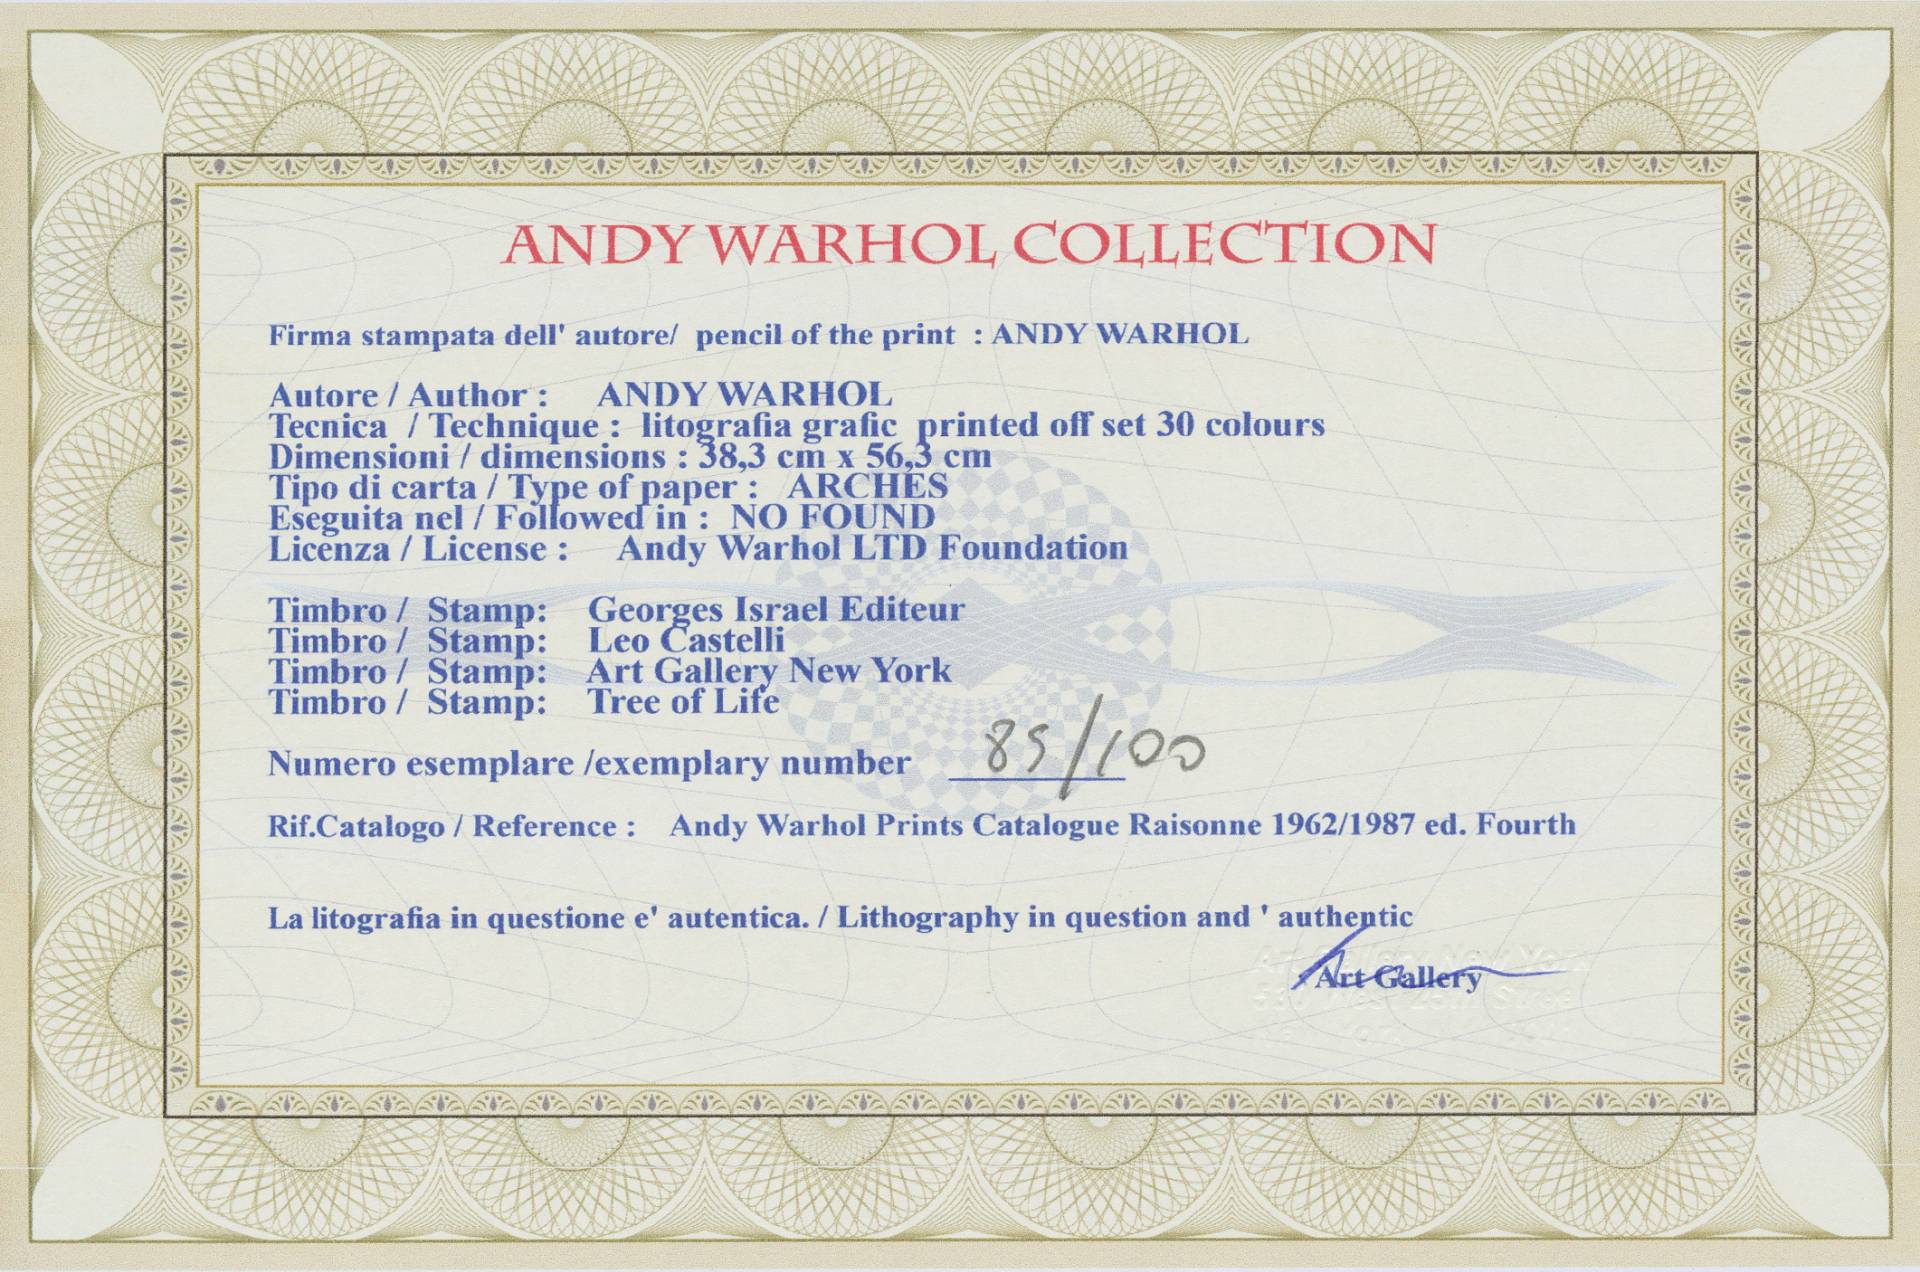 ANDY WARHOL COLLECTION
Firma stampata dell' autore/ pencil of the print : ANDY WARHOL
Autore / Author : ANDY WARHOL
Tecnica / Technique : litografia grafic printed off set 30 colours
Dimensioni / dimensions : 38,3 cm x 56,3 cm
Tipo di carta / Type of paper : ARCHES
Eseguita nel / Followed in : NO FOUND
Licenza / License : Andy Warhol LTD Foundation
Timbro / Stamp: Georges Israel Editeur
Timbro / Stamp: Leo Castelli
Timbro / Stamp: Art Gallery New York
Timbro / Stamp: Tree of Life
Numero esemplare /exemplary number 85/100
Rif.Catalogo / Reference : Andy Warhol Prints Catalogue Raisonne 1962/1987 ed. Fourth
La litografia in questione e' autentica. / Lithography in question and ' authentic
Art Gallery New York
Art Gallery